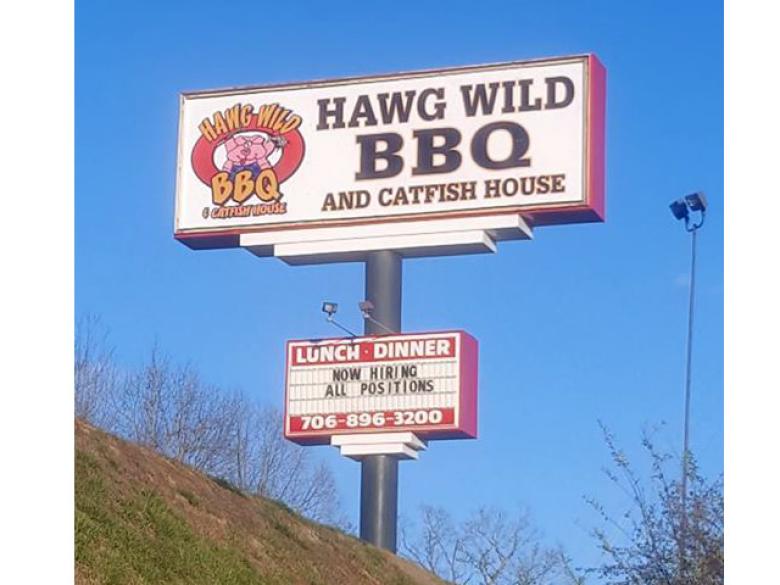 HAWG WILD
BBQ
& CATFISH HOUSE
HAWG WILD
BBQ
AND CATFISH HOUSE
LUNCH · DINNER
NOW HIRING
ALL POSITIONS
706-896-3200